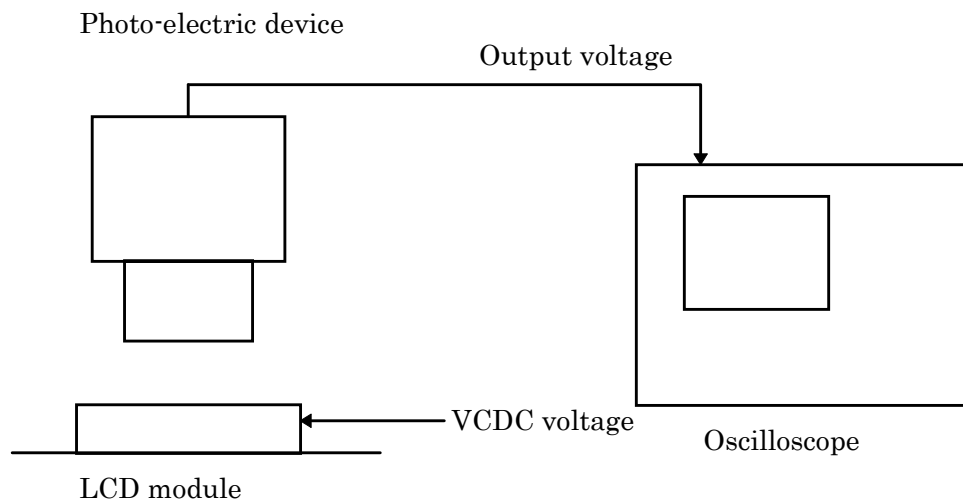 Photo-electric device
Output voltage
VCDC voltage
Oscilloscope
LCD module